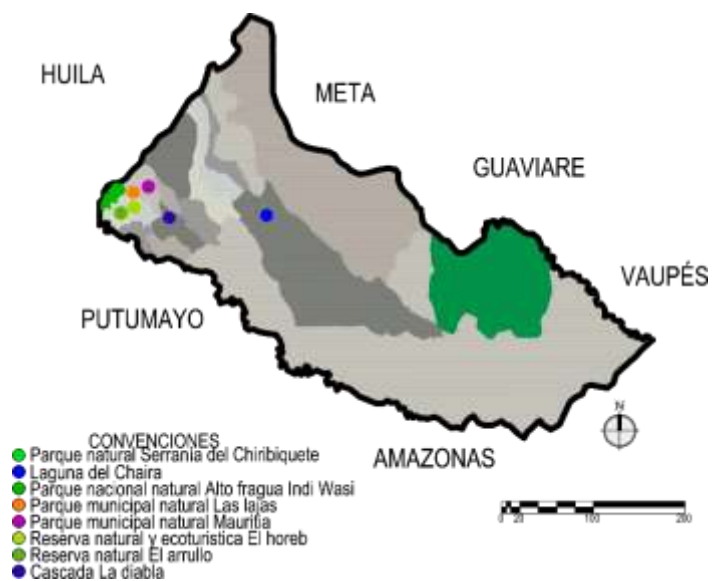 HUILA
META
GUAVIARE
VAUPÉS
PUTUMAYO
AMAZONAS
N
CONVENCIONES
Parque natural Serranía del Chiribiquete
Laguna del Chaira
Parque nacional natural Alto fragua Indi Wasi
Parque municipal natural Las lajas
Parque municipal natural Mauritia
Reserva natural y ecoturistica El horeb
Reserva natural El arrullo
Cascada La diabla
0 20 100 200